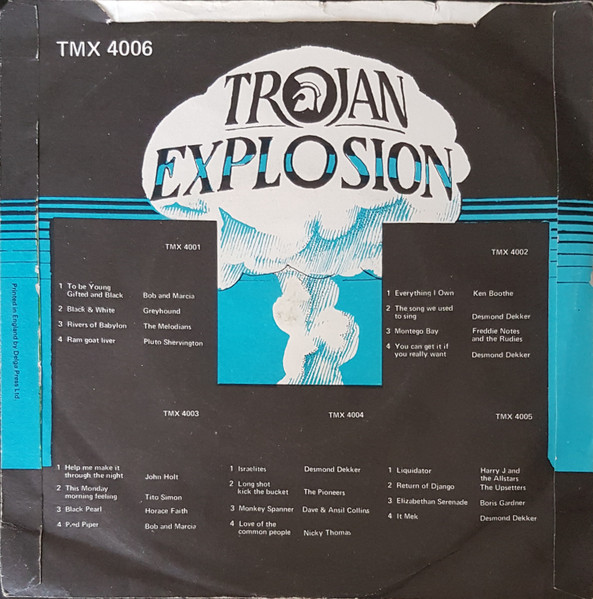 TMX 4006
TROJAN
EXPLOSION
TMX 4001
1 To be Young
Gifted and Black Bob and Marcia
2 Black & White Greyhound
3 Rivers of Babylon The Melodians
4 Ram goat liver Pluto Shervington
TMX 4002
1 Everything I Own Ken Boothe
2 The song we used
to sing Desmond Dekker
3 Montego Bay Freddie Notes
and the Rudies
4 You can get it if
you really want Desmond Dekker
TMX 4003
1 Help me make it
through the night John Holt
2 This Monday
morning feeling Tito Simon
3 Black Pearl Horace Faith
4 Pied Piper Bob and Marcia
TMX 4004
1 Israelites Desmond Dekker
2 Long shot
kick the bucket The Pioneers
3 Monkey Spanner Dave & Ansil Collins
4 Love of the
common people Nicky Thomas
TMX 4005
1 Liquidator Harry J and
the Allstars
2 Return of Django The Upsetters
3 Elizabethan Serenade Boris Gardner
4 It Mek Desmond Dekker
Printed in England by Delga Press Ltd